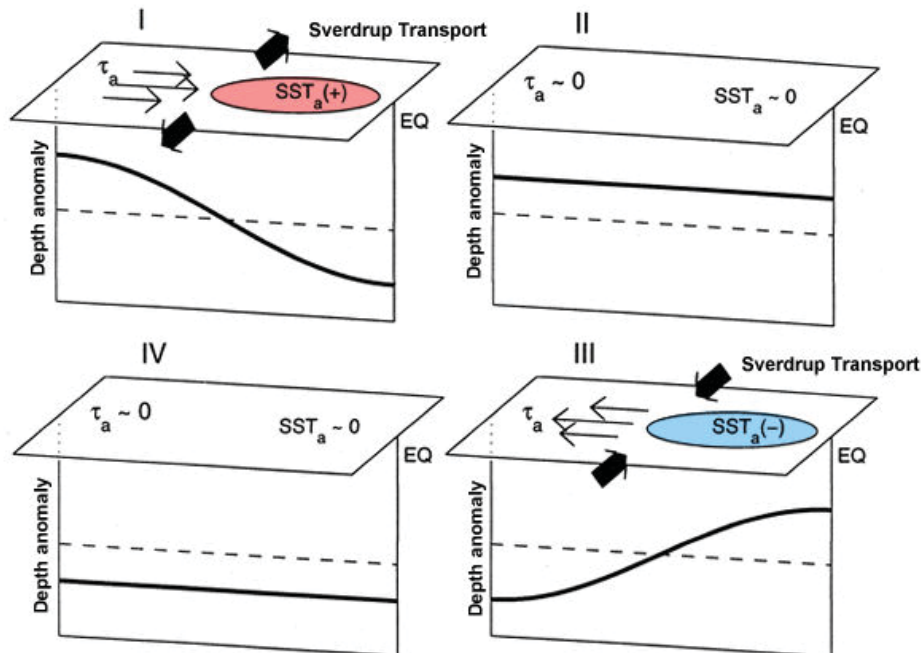 I
Sverdrup Transport
τa
SSTa(+)
EQ
Depth anomaly
II
τa ~ 0
SSTa ~ 0
EQ
Depth anomaly
IV
τa ~ 0
SSTa ~ 0
EQ
Depth anomaly
III
Sverdrup Transport
τa
SSTa(−)
EQ
Depth anomaly